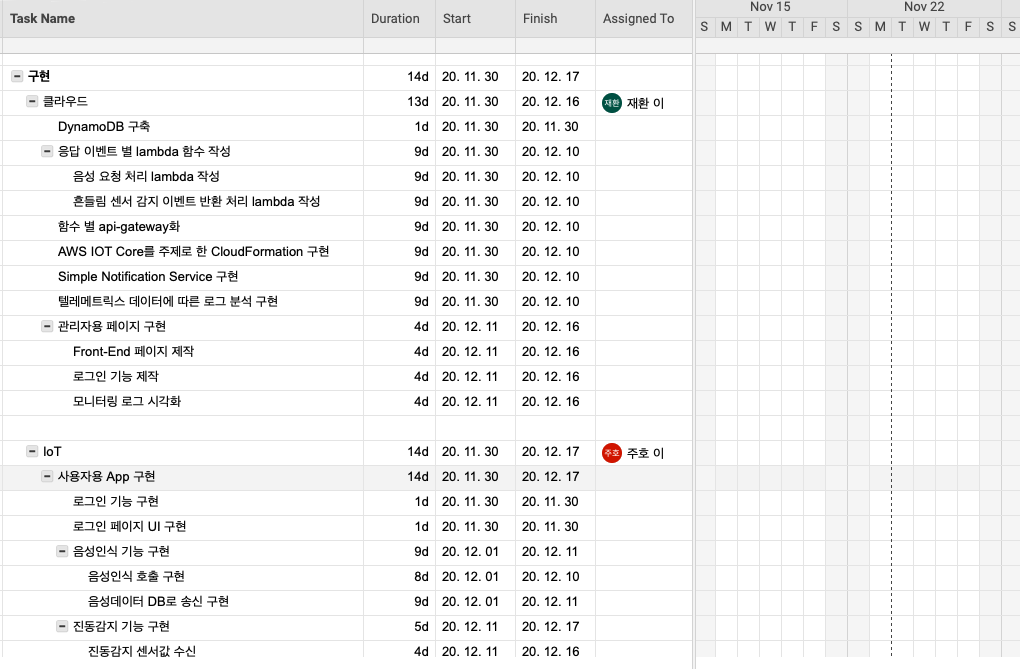 Task Name Duration Start Finish Assigned To Nov 15 Nov 22
S M T W T F S S M T W T F S S
구현 14d 20. 11. 30 20. 12. 17
클라우드 13d 20. 11. 30 20. 12. 16 재환 재환 이
DynamoDB 구축 1d 20. 11. 30 20. 11. 30
응답 이벤트 별 lambda 함수 작성 9d 20. 11. 30 20. 12. 10
음성 요청 처리 lambda 작성 9d 20. 11. 30 20. 12. 10
흔들림 센서 감지 이벤트 반환 처리 lambda 작성 9d 20. 11. 30 20. 12. 10
함수 별 api-gateway화 9d 20. 11. 30 20. 12. 10
AWS IOT Core를 주제로 한 CloudFormation 구현 9d 20. 11. 30 20. 12. 10
Simple Notification Service 구현 9d 20. 11. 30 20. 12. 10
텔레메트릭스 데이터에 따른 로그 분석 구현 9d 20. 11. 30 20. 12. 10
관리자용 페이지 구현 4d 20. 12. 11 20. 12. 16
Front-End 페이지 제작 4d 20. 12. 11 20. 12. 16
로그인 기능 제작 4d 20. 12. 11 20. 12. 16
모니터링 로그 시각화 4d 20. 12. 11 20. 12. 16
IoT 14d 20. 11. 30 20. 12. 17 주호 주호 이
사용자용 App 구현 14d 20. 11. 30 20. 12. 17
로그인 기능 구현 1d 20. 11. 30 20. 11. 30
로그인 페이지 UI 구현 1d 20. 11. 30 20. 11. 30
음성인식 기능 구현 9d 20. 12. 01 20. 12. 11
음성인식 호출 구현 8d 20. 12. 01 20. 12. 10
음성데이터 DB로 송신 구현 9d 20. 12. 01 20. 12. 11
진동감지 기능 구현 5d 20. 12. 11 20. 12. 17
진동감지 센서값 수신 4d 20. 12. 11 20. 12. 16